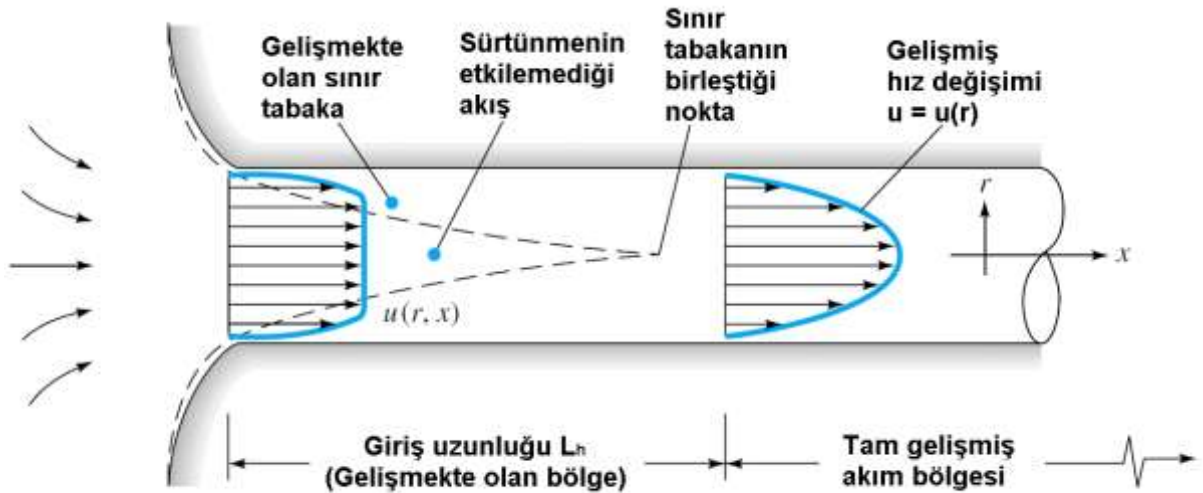 Gelişmekte
olan sınır
tabaka
Sürtünmenin
etkilemediği
akış
Sınır
tabakanın
birleştiği
nokta
Gelişmiş
hız değişimi
u = u(r)
r
x
u(r, x)
Giriş uzunluğu Lₕ
(Gelişmekte olan bölge)
Tam gelişmiş
akım bölgesi